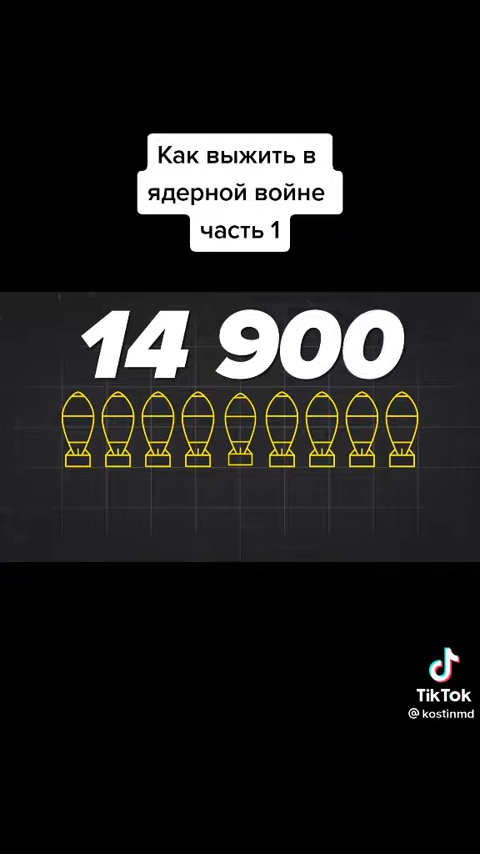 Как выжить в
ядерной войне
часть 1
14 900
TikTok
@kostinmd